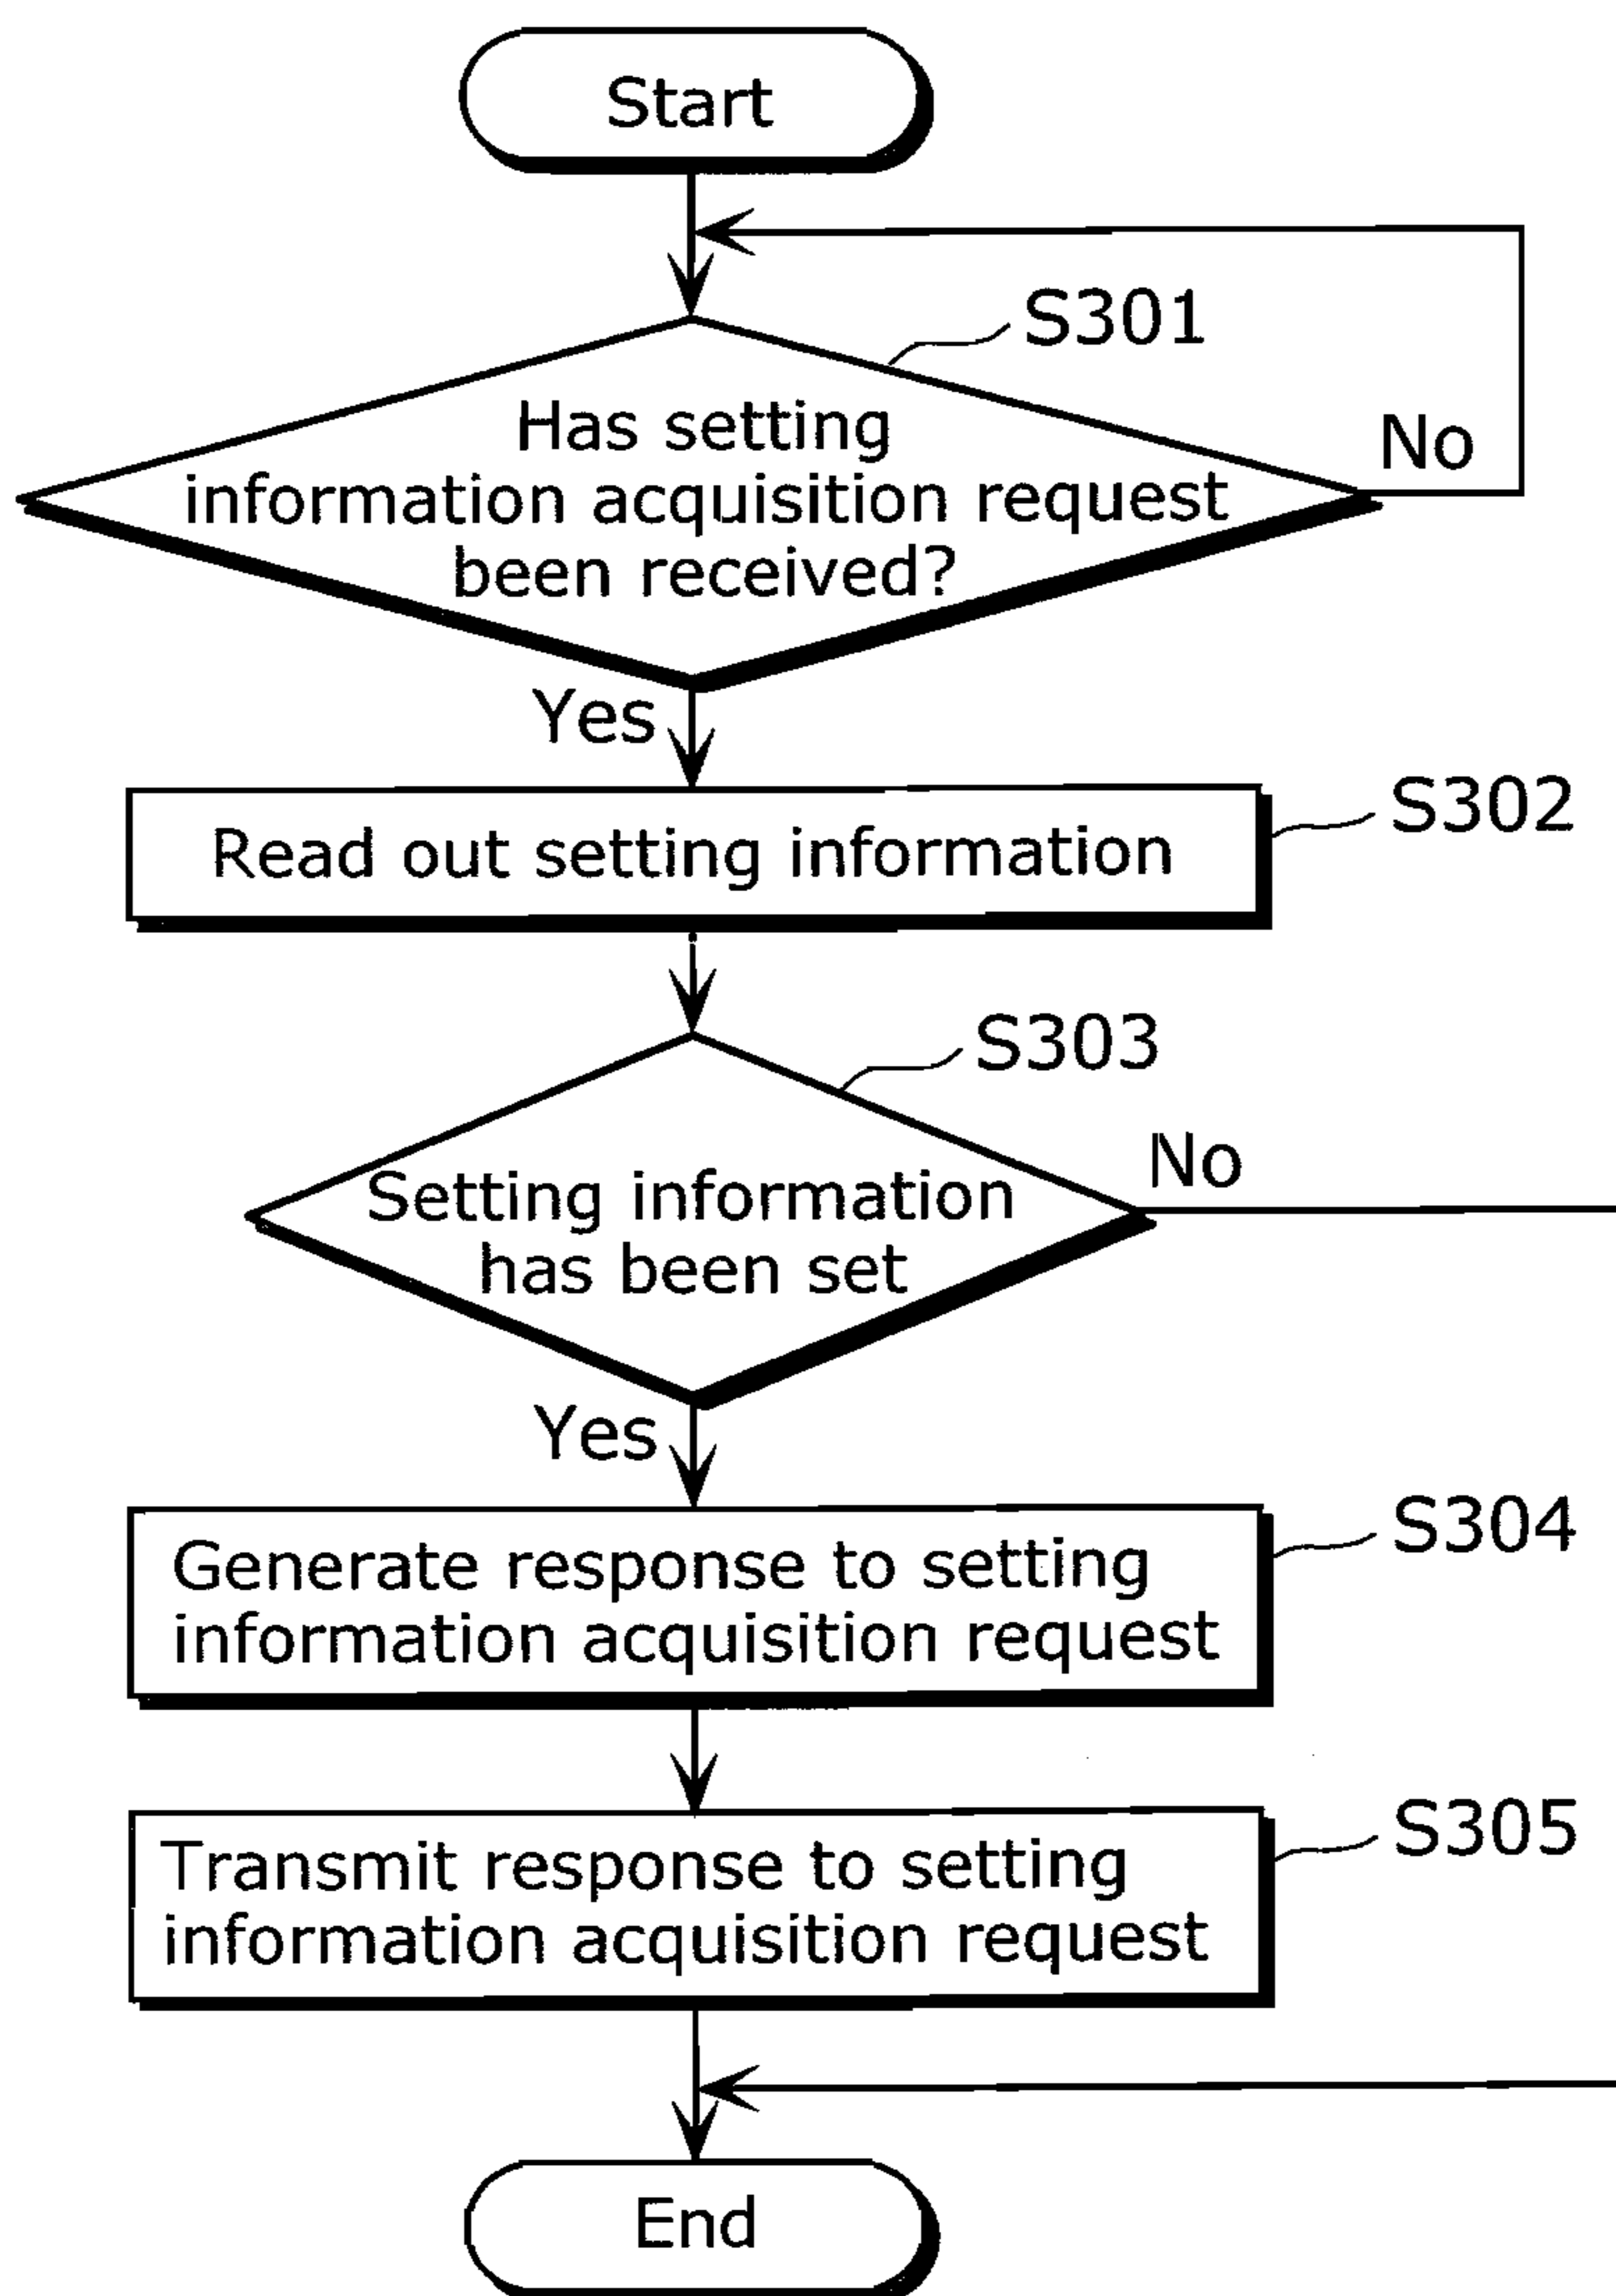 Start
S301
Has setting
information acquisition request
been received?
No
Yes
S302
Read out setting information
S303
No
Setting information
has been set
Yes
S304
Generate response to setting
information acquisition request
S305
Transmit response to setting
information acquisition request
End